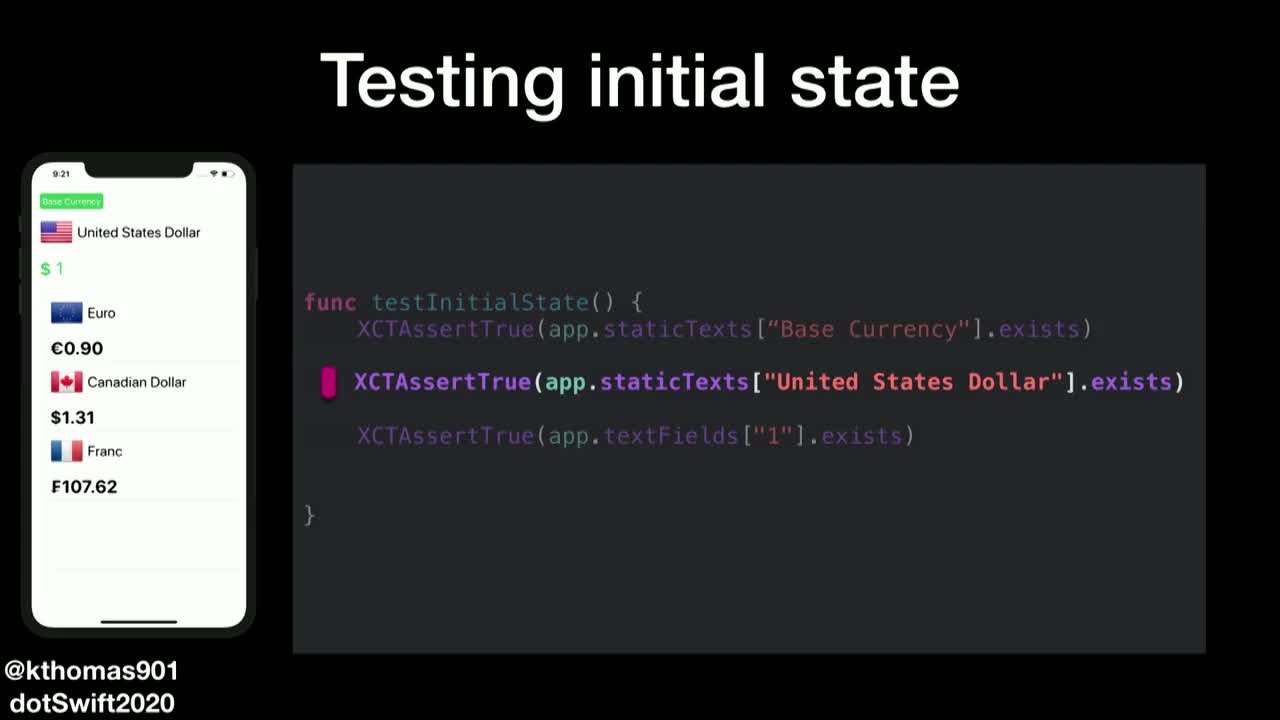 Testing initial state
9:21
Base Currency
United States Dollar
$ 1
Euro
€0.90
Canadian Dollar
$1.31
Franc
₣107.62
func testInitialState() {
XCTAssertTrue(app.staticTexts[“Base Currency"].exists)
XCTAssertTrue(app.staticTexts["United States Dollar"].exists)
XCTAssertTrue(app.textFields["1"].exists)
}
@kthomas901
dotSwift2020